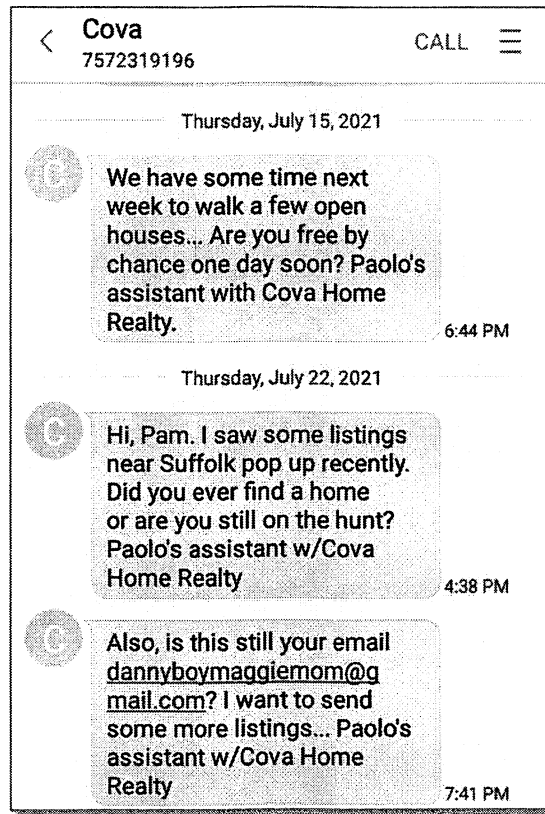 Cova
7572319196
CALL
Thursday, July 15, 2021
C
We have some time next
week to walk a few open
houses... Are you free by
chance one day soon? Paolo's
assistant with Cova Home
Realty.
6:44 PM
Thursday, July 22, 2021
C
Hi, Pam. I saw some listings
near Suffolk pop up recently.
Did you ever find a home
or are you still on the hunt?
Paolo's assistant w/Cova
Home Realty
4:38 PM
C
Also, is this still your email
dannyboymaggiemom@g
mail.com? I want to send
some more listings... Paolo's
assistant w/Cova Home
Realty
7:41 PM